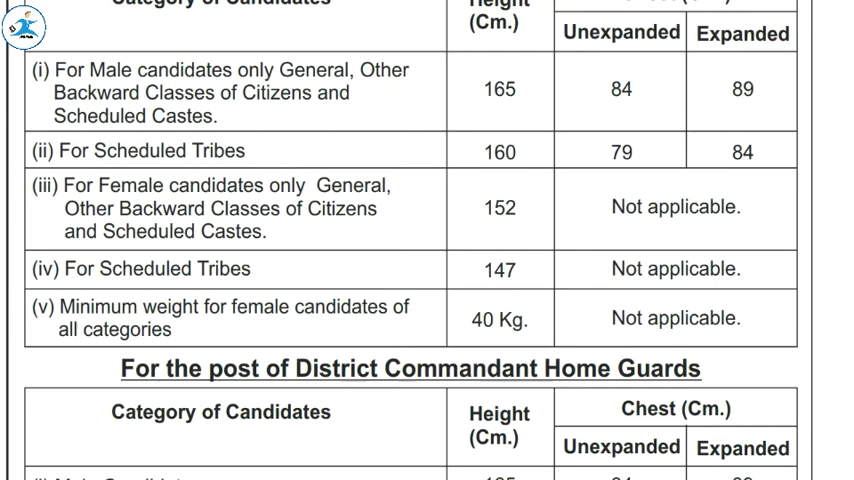 Category of Candidates
Height
(Cm.)
Unexpanded
Expanded
(i) For Male candidates only General, Other
Backward Classes of Citizens and
Scheduled Castes.
165
84
89
(ii) For Scheduled Tribes
160
79
84
(iii) For Female candidates only General,
Other Backward Classes of Citizens
and Scheduled Castes.
152
Not applicable.
(iv) For Scheduled Tribes
147
Not applicable.
(v) Minimum weight for female candidates of
all categories
40 Kg.
Not applicable.
For the post of District Commandant Home Guards
Category of Candidates
Height
(Cm.)
Chest (Cm.)
Unexpanded
Expanded